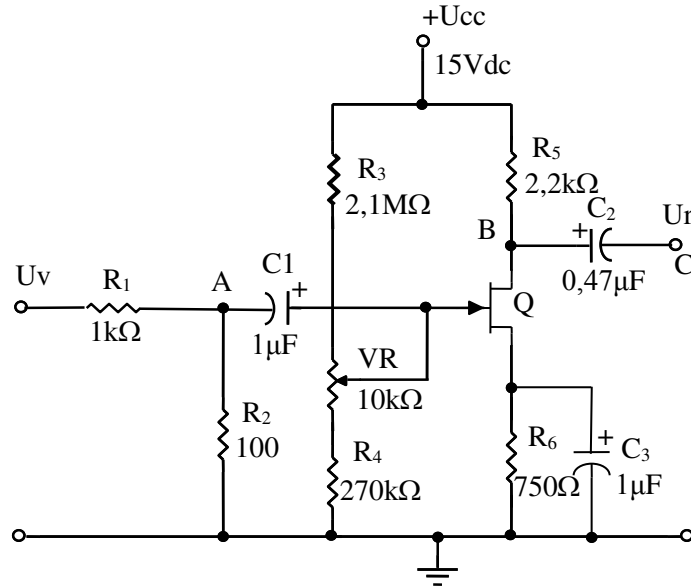 +Ucc
15Vdc
R3
2,1MΩ
R5
2,2kΩ
C2
+
0,47µF
Ur
C
B
Uv
R1
1kΩ
A
C1
+
1µF
Q
VR
10kΩ
R2
100
R4
270kΩ
R6
750Ω
+
C3
1µF